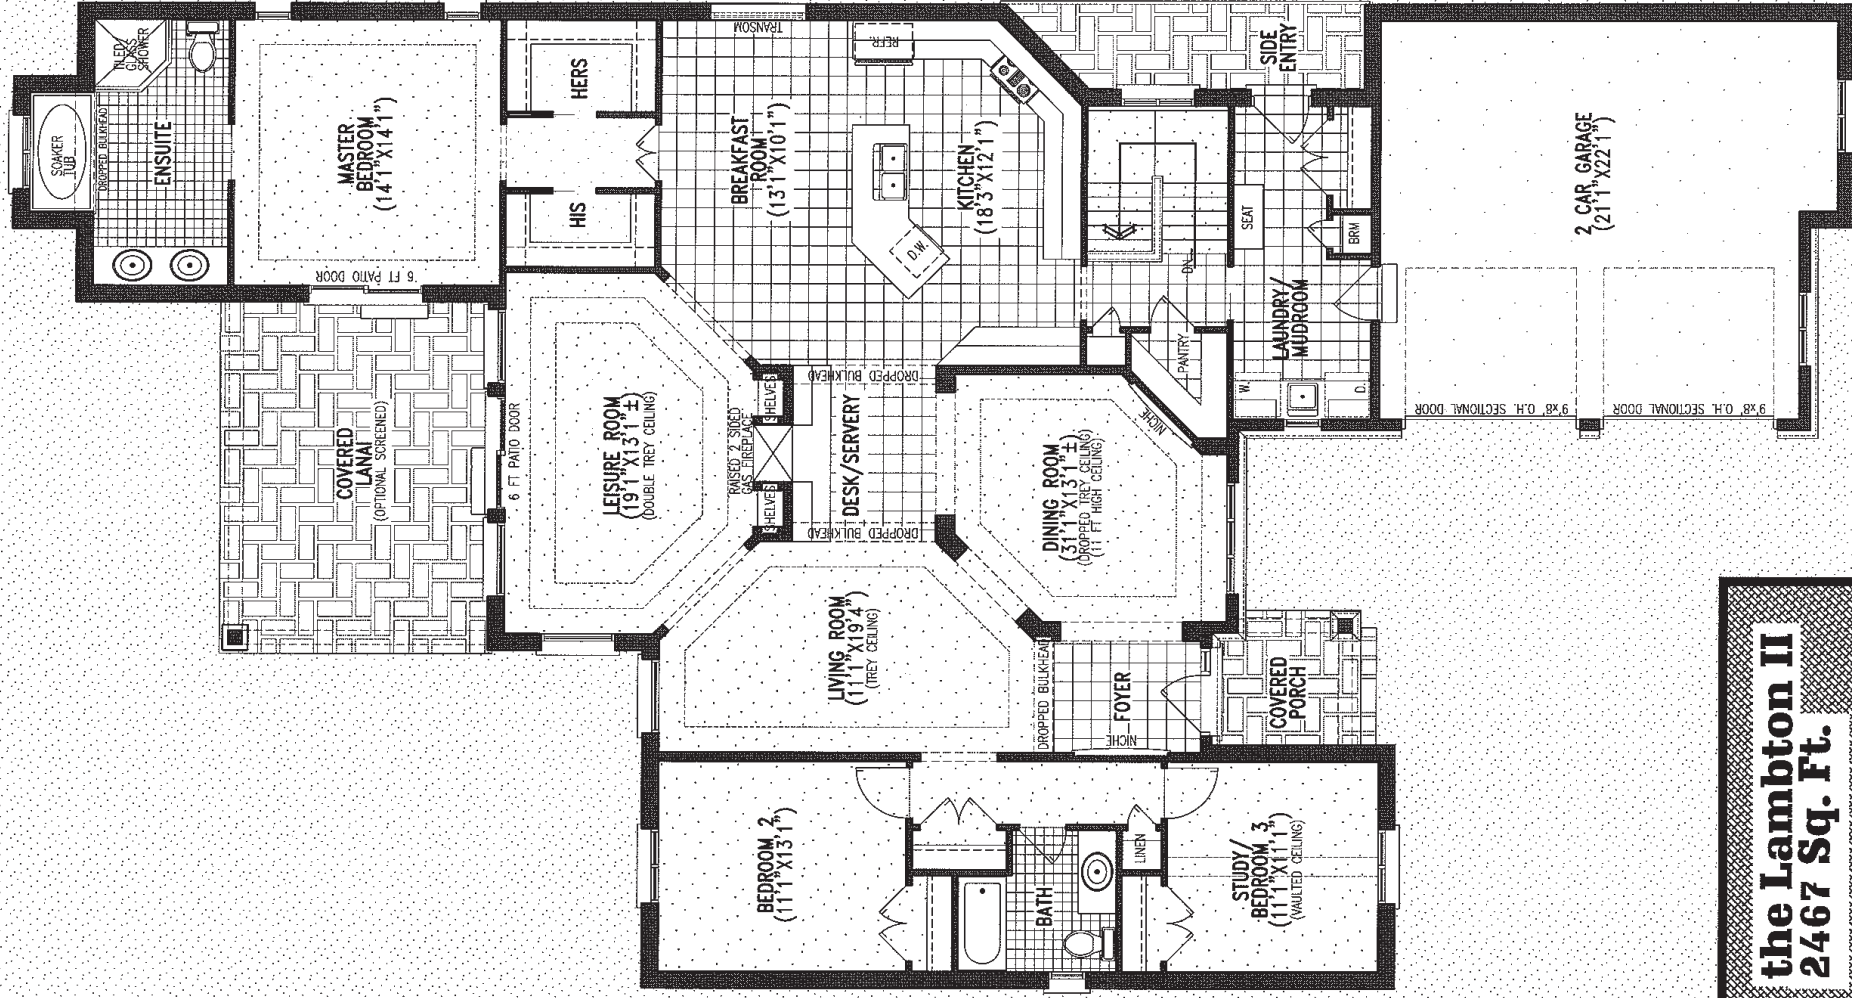 TILED/
GLASS
SHOWER
SOAKER
TUB
DROPPED BULKHEAD
ENSUITE
MASTER
BEDROOM
(14'1"X14'1")
6 FT PATIO DOOR
HERS
HIS
TRANSOM
REFR.
BREAKFAST
ROOM
(13'1"X10'1")
KITCHEN
(18'3"X12'1")
D.W.
SIDE
ENTRY
SEAT
BRM
DN
LAUNDRY/
MUDROOM
W.
D.
PANTRY
2 CAR GARAGE
(21'1"X22'1")
9'x8' SECTIONAL O.H. DOOR
9'x8' SECTIONAL O.H. DOOR
COVERED
LANAI
(OPTIONAL SCREENED)
6 FT PATIO DOOR
LEISURE ROOM
(19'1"X13'1"±)
(DOUBLE TREY CEILING)
RAISED 2 SIDED
GAS FIREPLACE
SHELVES
SHELVES
DROPPED BULKHEAD
DROPPED BULKHEAD
DESK/SERVERY
DROPPED BULKHEAD
DROPPED BULKHEAD
DINING ROOM
(31'1"X13'1"±)
(DROPPED TREY CEILING)
(11 FT HIGH CEILING)
NICHE
LIVING ROOM
(11'1"X19'4")
(TREY CEILING)
DROPPED BULKHEAD
FOYER
NICHE
COVERED
PORCH
BEDROOM 2
(11'1"X13'1")
BATH
LINEN
STUDY/
BEDROOM 3
(11'1"X11'1")
(VAULTED CEILING)
the Lambton II
2467 Sq. Ft.